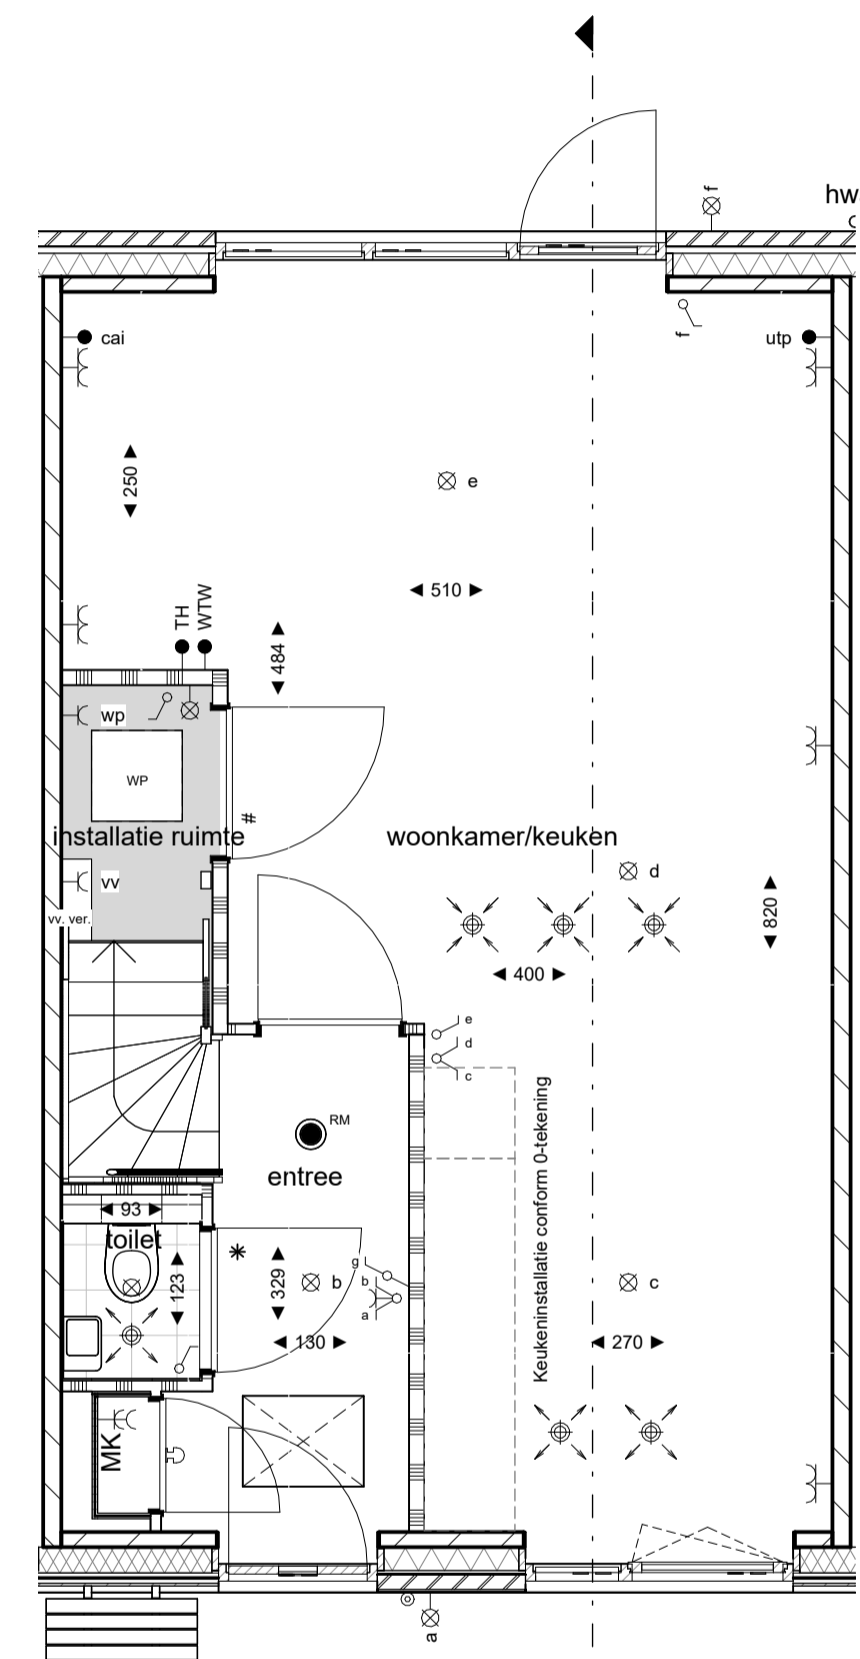 f
hwa
f
cai
utp
250
e
510
TH
WTW
484
wp
WP
#
installatie ruimte
woonkamer/keuken
d
vv
vv. ver.
820
400
e
d
c
Keukeninstallatie conform 0-tekening
RM
entree
93
toilet
123
*
329
b
g
b
a
c
130
270
MK
a